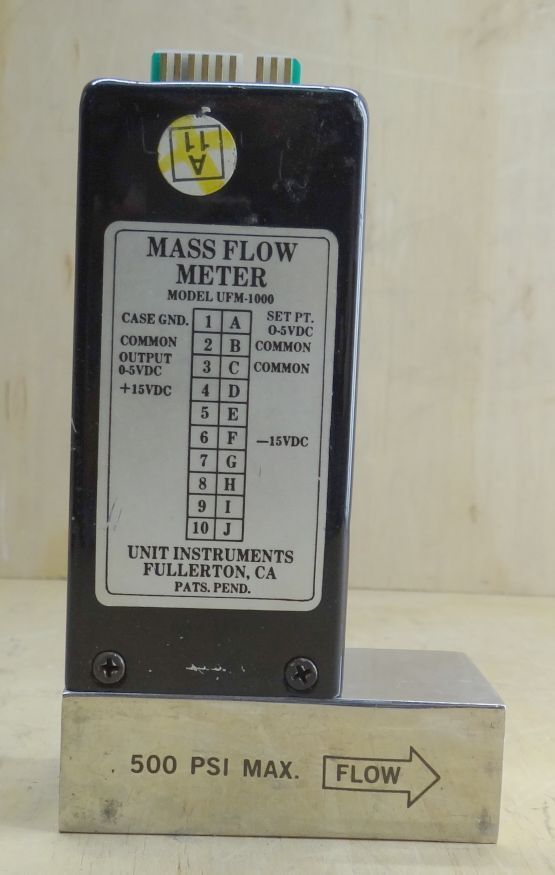 A
11
MASS FLOW
METER
MODEL UFM-1000
CASE GND. 1 A SET PT.
0-5VDC
COMMON 2 B COMMON
OUTPUT
0-5VDC 3 C COMMON
+15VDC 4 D
5 E
6 F —15VDC
7 G
8 H
9 I
10 J
UNIT INSTRUMENTS
FULLERTON, CA
PATS. PEND.
500 PSI MAX. FLOW